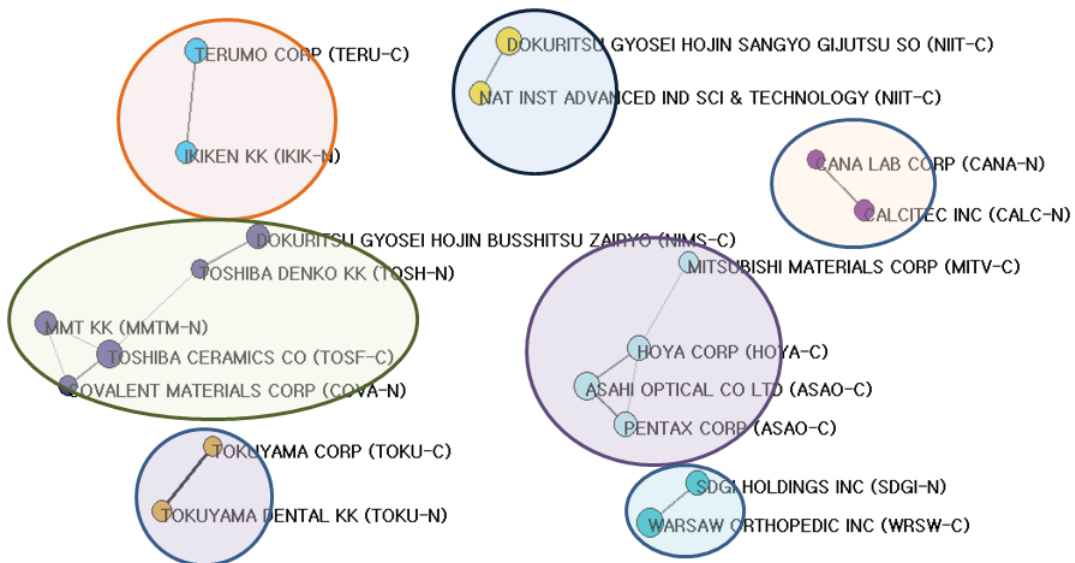 TERUMO CORP (TERU-C)
IKIKEN KK (IKIK-N)
DOKURITSU GYOSEI HOJIN SANGYO GIJUTSU SO (NIIT-C)
NAT INST ADVANCED IND SCI & TECHNOLOGY (NIIT-C)
CANA LAB CORP (CANA-N)
CALCITEC INC (CALC-N)
DOKURITSU GYOSEI HOJIN BUSSHITSU ZAIRYO (NIMS-C)
TOSHIBA DENKO KK (TOSH-N)
MMT KK (MMTM-N)
TOSHIBA CERAMICS CO (TOSF-C)
COVALENT MATERIALS CORP (COVA-N)
MITSUBISHI MATERIALS CORP (MITV-C)
HOYA CORP (HOYA-C)
ASAHI OPTICAL CO LTD (ASAO-C)
PENTAX CORP (ASAO-C)
TOKUYAMA CORP (TOKU-C)
TOKUYAMA DENTAL KK (TOKU-N)
SDGI HOLDINGS INC (SDGI-N)
WARSAW ORTHOPEDIC INC (WRSW-C)